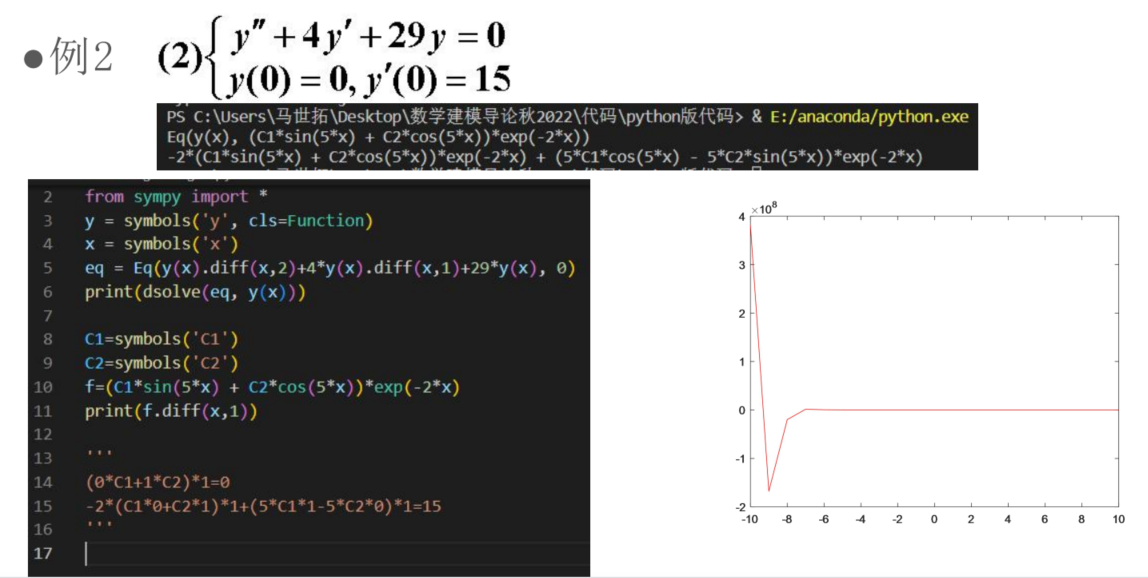 ●例2
(2){ y″+4y′+29y=0
y(0)=0, y′(0)=15
PS C:\Users\马世拓\Desktop\数学建模导论秋2022\代码\python版代码> & E:/anaconda/python.exe
Eq(y(x), (C1*sin(5*x) + C2*cos(5*x))*exp(-2*x))
-2*(C1*sin(5*x) + C2*cos(5*x))*exp(-2*x) + (5*C1*cos(5*x) - 5*C2*sin(5*x))*exp(-2*x)
2 from sympy import *
3 y = symbols('y', cls=Function)
4 x = symbols('x')
5 eq = Eq(y(x).diff(x,2)+4*y(x).diff(x,1)+29*y(x), 0)
6 print(dsolve(eq, y(x)))
7
8 C1=symbols('C1')
9 C2=symbols('C2')
10 f=(C1*sin(5*x) + C2*cos(5*x))*exp(-2*x)
11 print(f.diff(x,1))
12
13 '''
14 (0*C1+1*C2)*1=0
15 -2*(C1*0+C2*1)*1+(5*C1*1-5*C2*0)*1=15
16 '''
17
×10⁸
4
3
2
1
0
-1
-2
-10 -8 -6 -4 -2 0 2 4 6 8 10